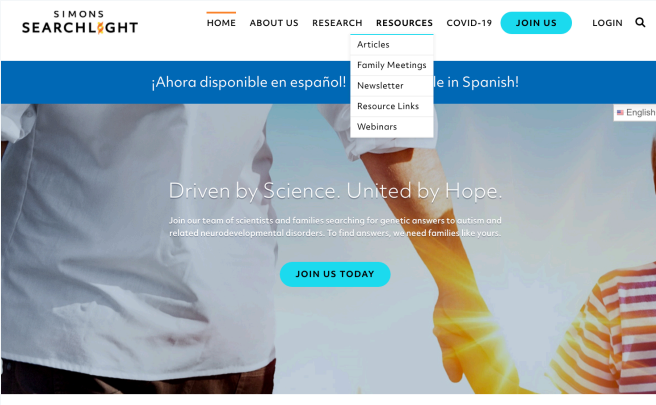 SIMONS
SEARCHLIGHT
HOME ABOUT US RESEARCH RESOURCES COVID-19 JOIN US LOGIN
Articles
Family Meetings
Newsletter
Resource Links
Webinars
¡Ahora disponible en español! le in Spanish!
English
Driven by Science. United by Hope.
Join our team of scientists and families searching for genetic answers to autism and
related neurodevelopmental disorders. To find answers, we need families like yours.
JOIN US TODAY